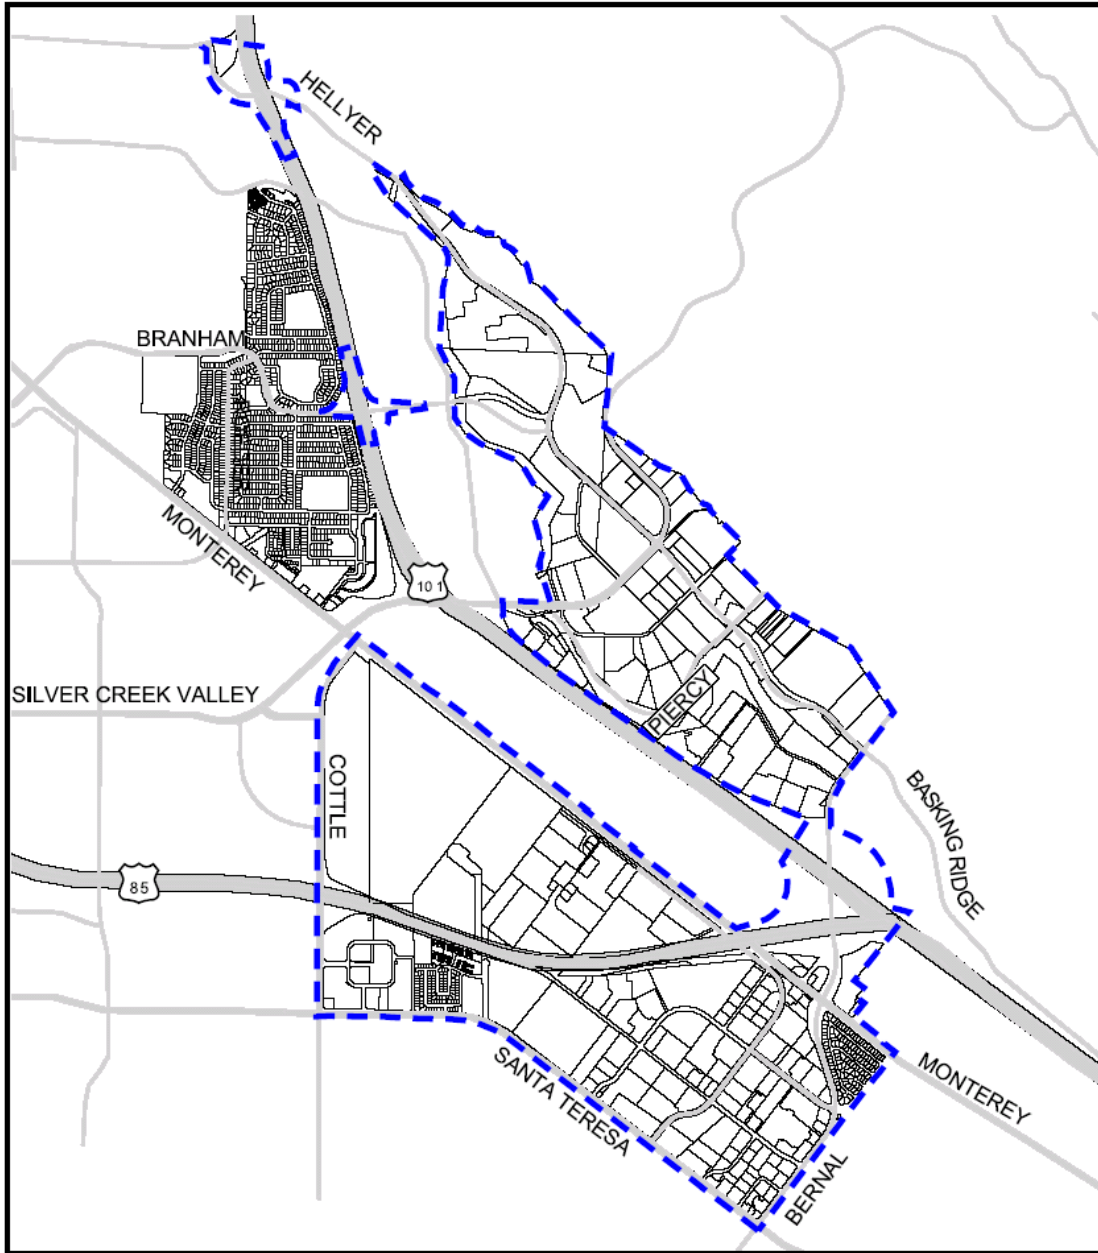 HELLYER
BRANHAM
MONTEREY
101
SILVER CREEK VALLEY
PIERCY
COTTLE
BASKING RIDGE
85
SANTA TERESA
MONTEREY
BERNAL